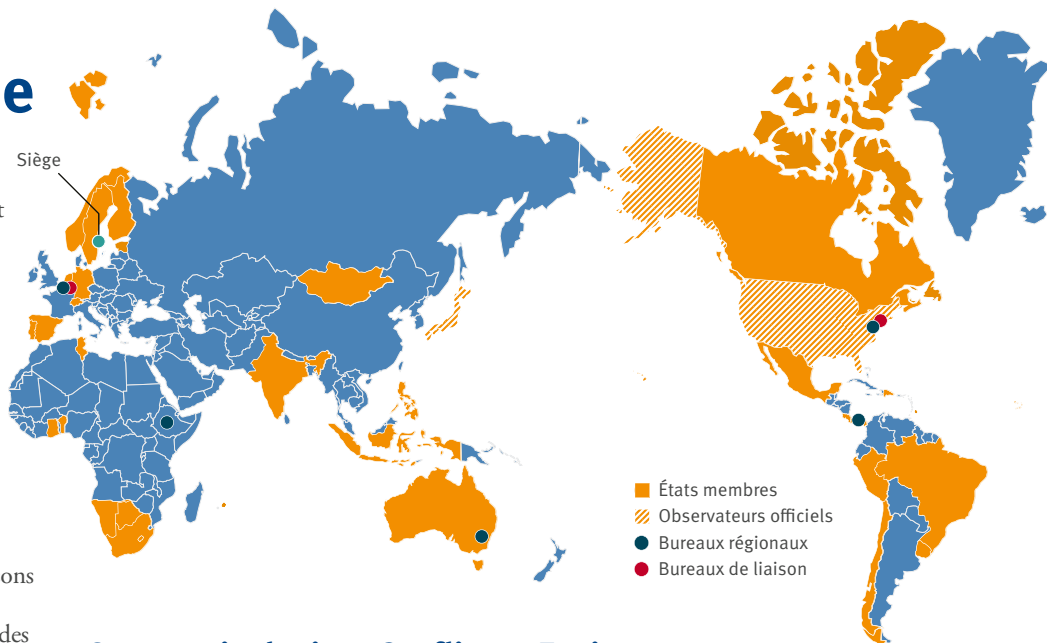 e
Siège
t
États membres
Observateurs officiels
Bureaux régionaux
Bureaux de liaison
ons
des